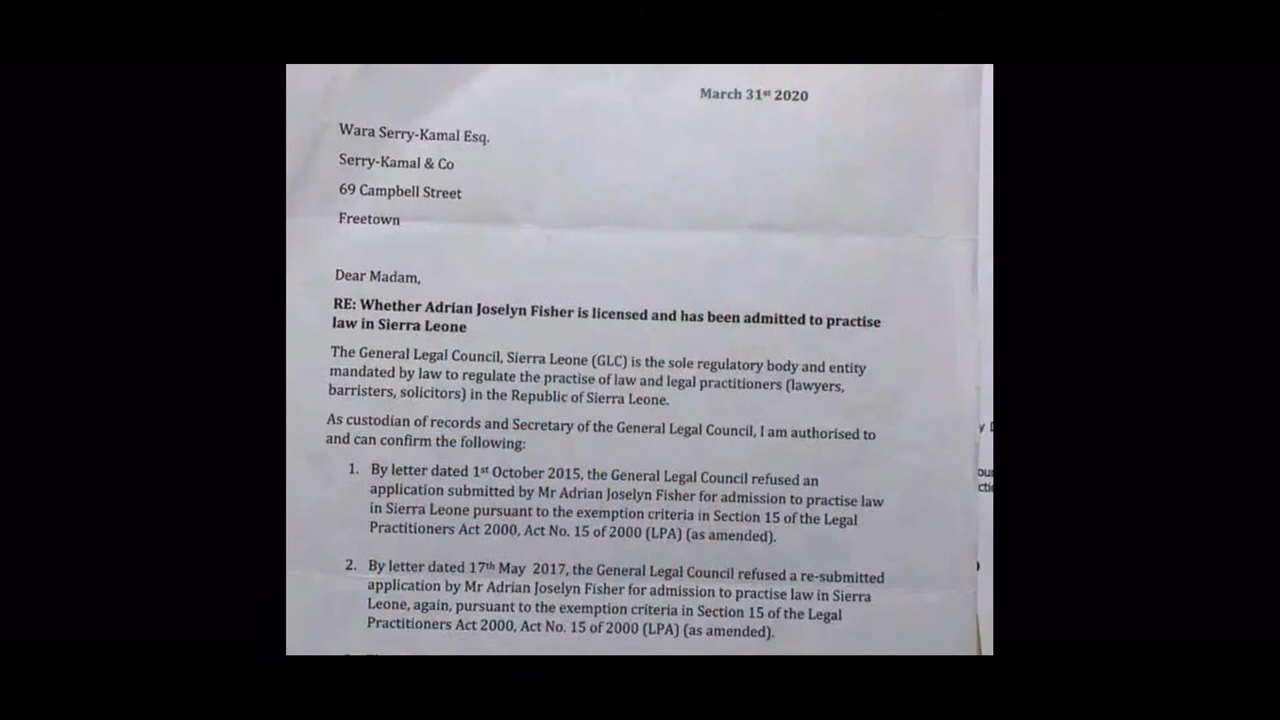 March 31st 2020
Wara Serry-Kamal Esq.
Serry-Kamal & Co
69 Campbell Street
Freetown
Dear Madam,
RE: Whether Adrian Joselyn Fisher is licensed and has been admitted to practise
law in Sierra Leone
The General Legal Council, Sierra Leone (GLC) is the sole regulatory body and entity
mandated by law to regulate the practise of law and legal practitioners (lawyers,
barristers, solicitors) in the Republic of Sierra Leone.
As custodian of records and Secretary of the General Legal Council, I am authorised to
and can confirm the following:
1. By letter dated 1st October 2015, the General Legal Council refused an
application submitted by Mr Adrian Joselyn Fisher for admission to practise law
in Sierra Leone pursuant to the exemption criteria in Section 15 of the Legal
Practitioners Act 2000, Act No. 15 of 2000 (LPA) (as amended).
2. By letter dated 17th May 2017, the General Legal Council refused a re-submitted
application by Mr Adrian Joselyn Fisher for admission to practise law in Sierra
Leone, again, pursuant to the exemption criteria in Section 15 of the Legal
Practitioners Act 2000, Act No. 15 of 2000 (LPA) (as amended).